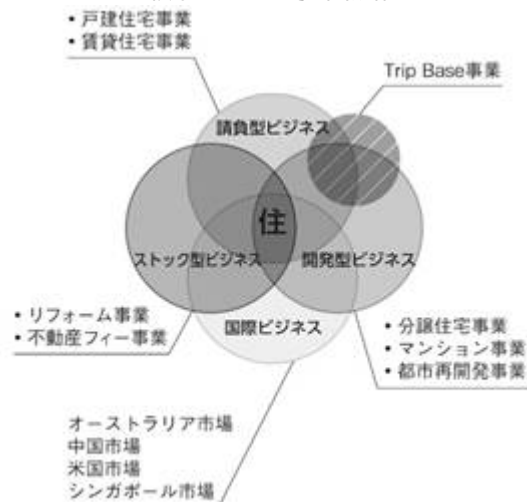 • 戸建住宅事業
• 賃貸住宅事業
Trip Base事業
請負型ビジネス
住
ストック型ビジネス
開発型ビジネス
国際ビジネス
• リフォーム事業
• 不動産フィー事業
• 分譲住宅事業
• マンション事業
• 都市再開発事業
オーストラリア市場
中国市場
米国市場
シンガポール市場